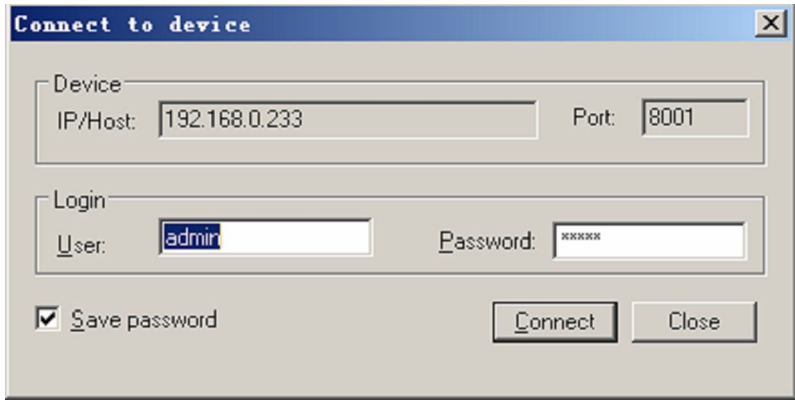 Connect to device
Device
IP/Host: 192.168.0.233 Port: 8001
Login
User: admin Password: xxxxx
Save password Connect Close